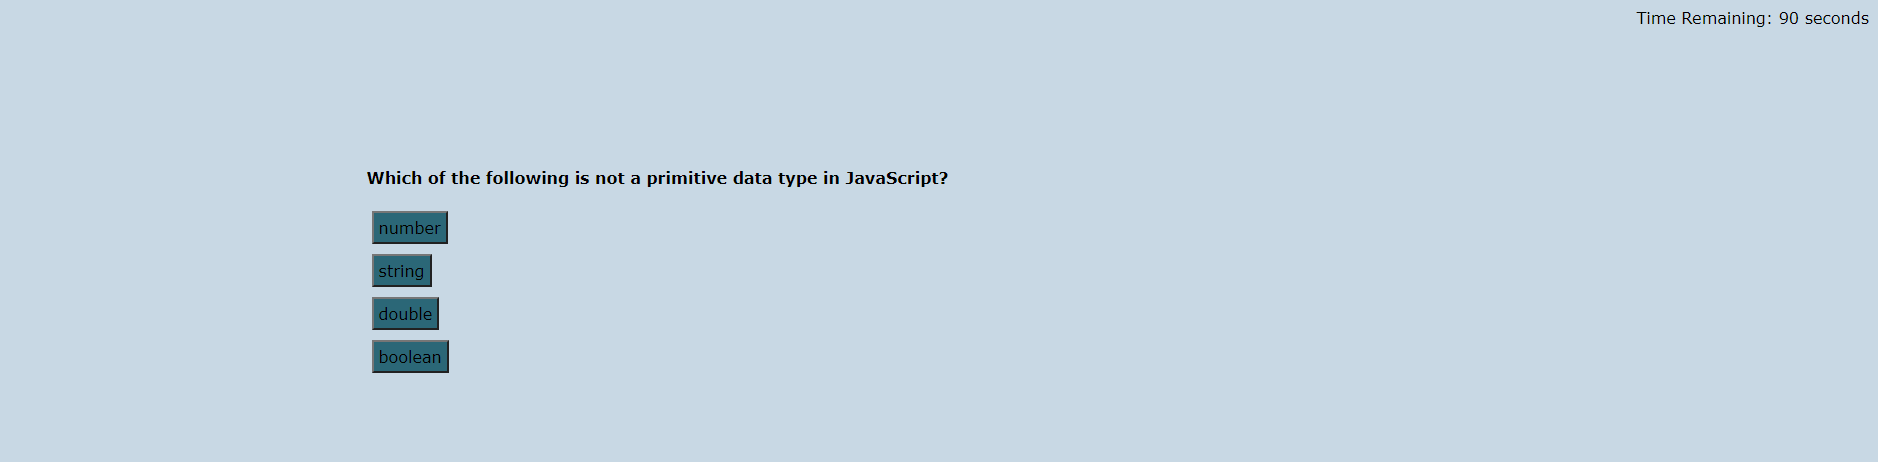 Time Remaining: 90 seconds
Which of the following is not a primitive data type in JavaScript?
number
string
double
boolean